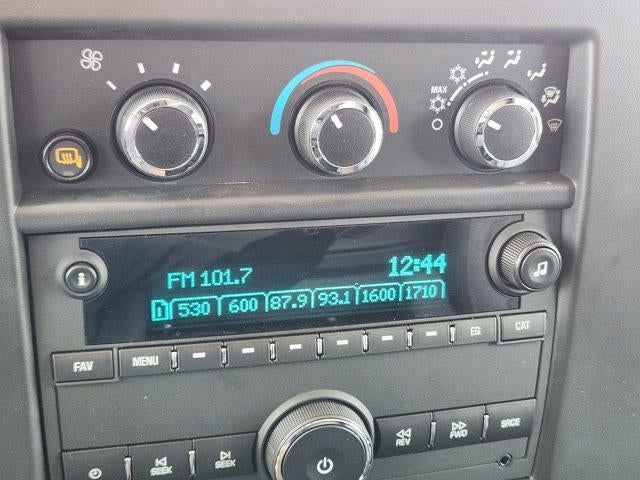 MAX
FM 101.7 12:44
1 530 600 87.9 93.1 1600 1710
i
FAV MENU EQ CAT
SEEK SEEK REV FWD SRCE